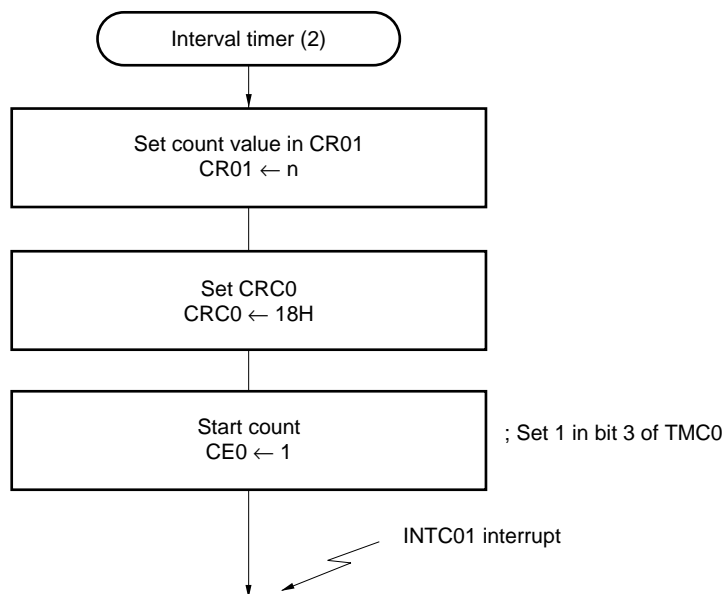 Interval timer (2)
Set count value in CR01
CR01 ← n
Set CRC0
CRC0 ← 18H
Start count
CE0 ← 1
; Set 1 in bit 3 of TMC0
INTC01 interrupt